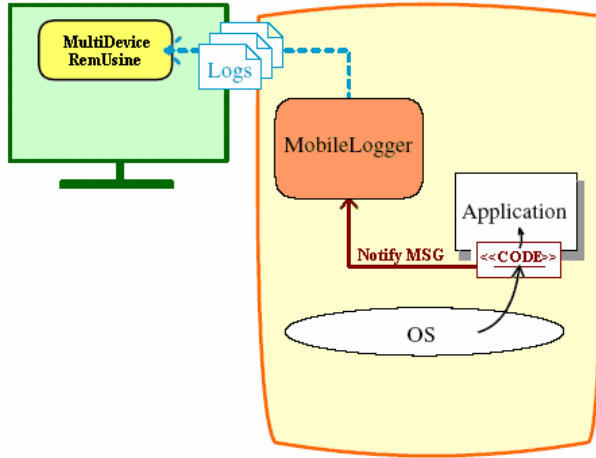 MultiDevice
RemUsine
Logs
MobileLogger
Application
Notify MSG
<<CODE>>
OS